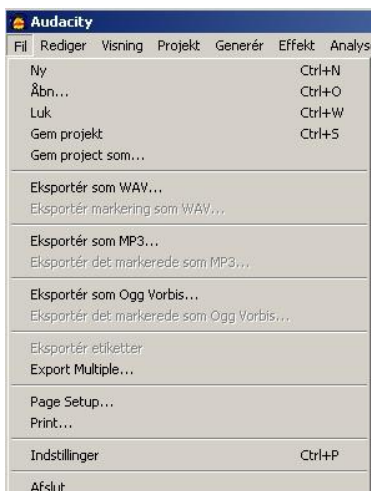 Audacity
Fil Rediger Visning Projekt Generér Effekt Analys
Ny Ctrl+N
Åbn... Ctrl+O
Luk Ctrl+W
Gem projekt Ctrl+S
Gem project som...
Eksportér som WAV...
Eksportér markering som WAV...
Eksportér som MP3...
Eksportér det markerede som MP3...
Eksportér som Ogg Vorbis...
Eksportér det markerede som Ogg Vorbis...
Eksportér etiketter
Export Multiple...
Page Setup...
Print...
Indstillinger Ctrl+P
Afslut